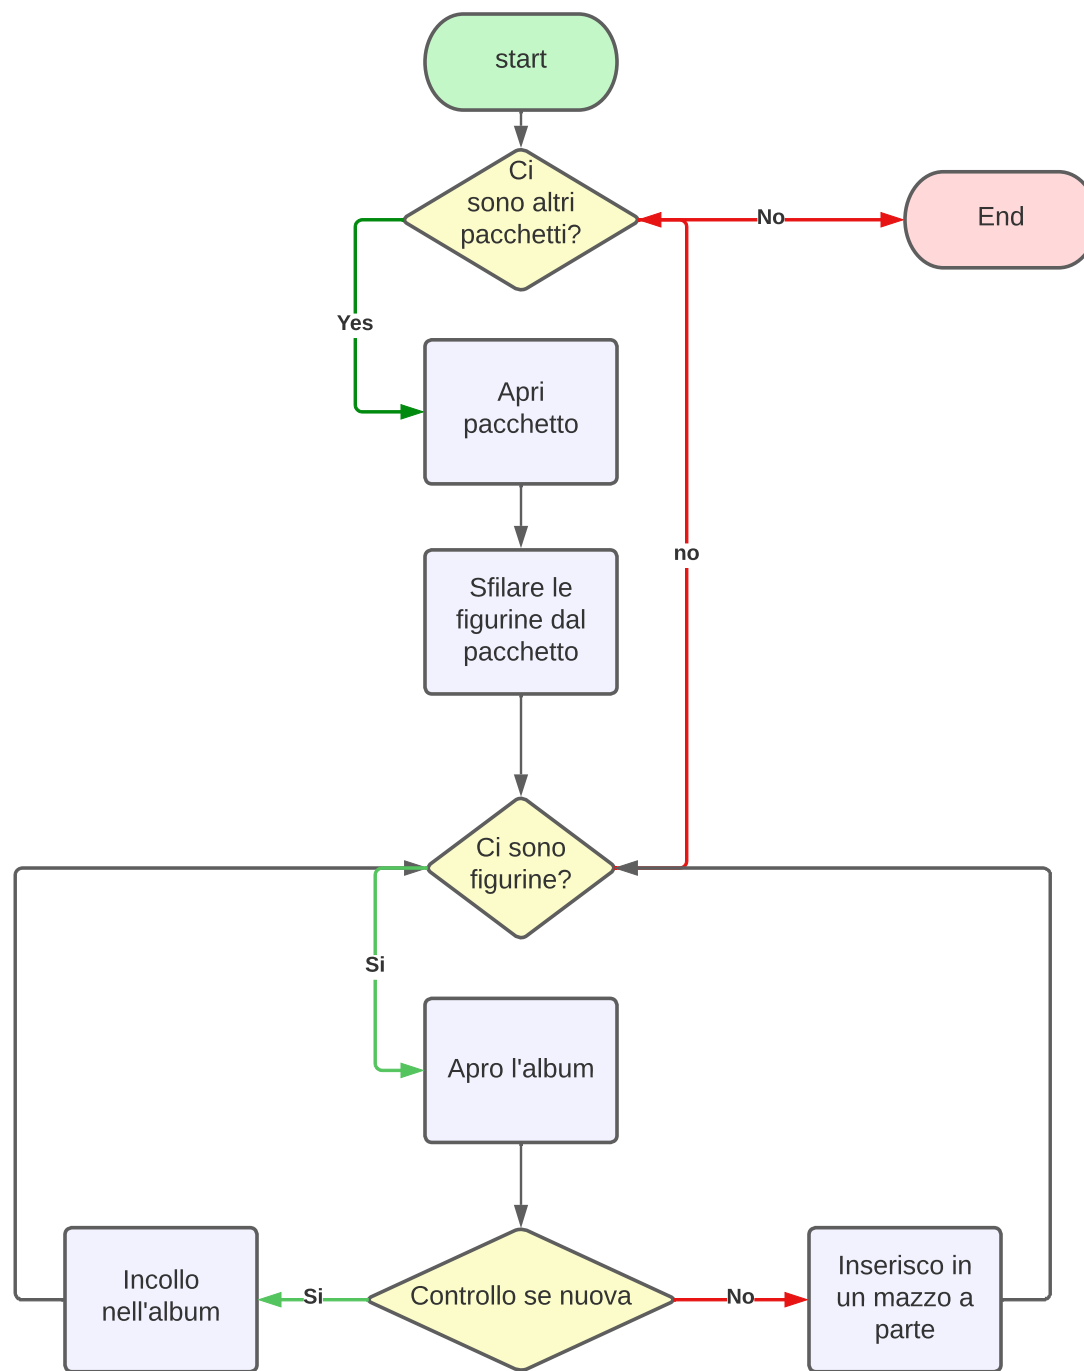 start
Ci
sono altri
pacchetti?
No
End
Yes
Apri
pacchetto
no
Sfilare le
figurine dal
pacchetto
Ci sono
figurine?
Si
Apro l'album
Incollo
nell'album
Si
Controllo se nuova
No
Inserisco in
un mazzo a
parte